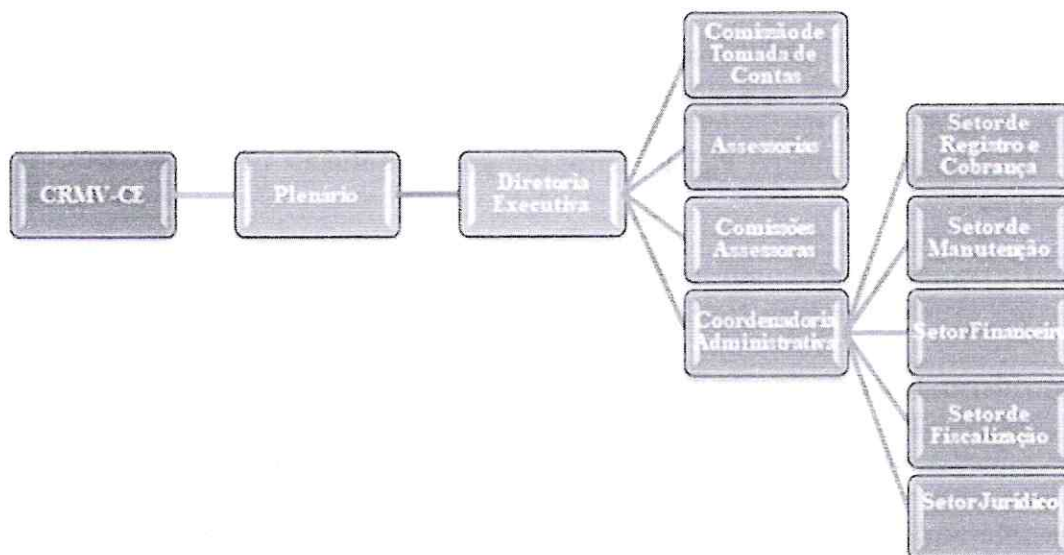 CRMV-CE
Plenário
Diretoria
Executiva
Comissão de
Tomada de
Contas
Assessorias
Comissões
Assessoras
Coordenadoria
Administrativa
Setor de
Registro e
Cobrança
Setor de
Manutenção
Setor Financeiro
Setor de
Fiscalização
Setor Jurídico